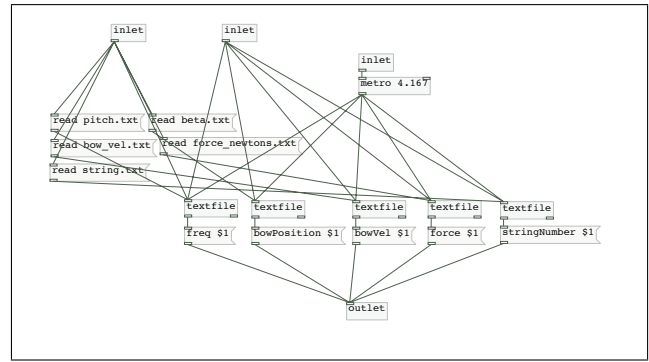 inlet
inlet
inlet
metro 4.167
read pitch.txt
read beta.txt
read bow_vel.txt
read force_newtons.txt
read string.txt
textfile
textfile
textfile
textfile
textfile
freq $1
bowPosition $1
bowVel $1
force $1
stringNumber $1
outlet